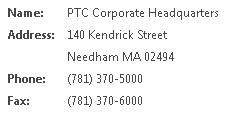 Name: PTC Corporate Headquarters
Address: 140 Kendrick Street
Needham MA 02494
Phone: (781) 370-5000
Fax: (781) 370-6000